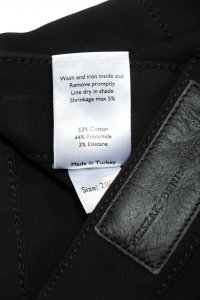 Wash and iron inside out
Remove promptly
Line dry in shade
Shrinkage max 5%
53% Cotton
44% Polyamide
3% Elastane
Made in Turkey
Size: